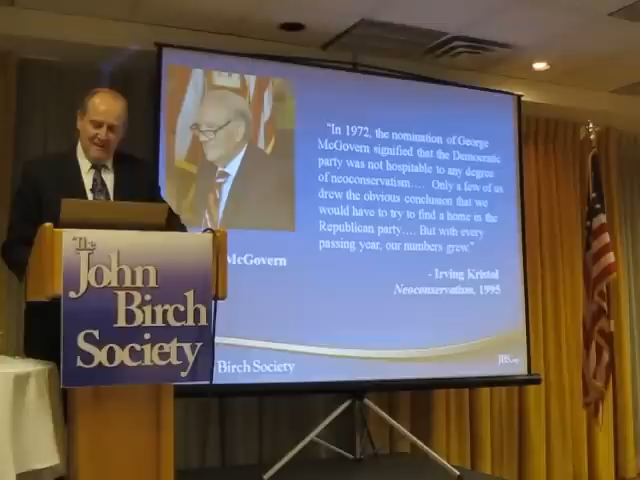 The
John
Birch
Society
"In 1972, the nomination of George
McGovern signified that the Democratic
party was not hospitable to any degree
of neoconservatism.... Only a few of us
drew the obvious conclusion that we
would have to try to find a home in the
Republican party.... But with every
passing year, our numbers grew."
- Irving Kristol
Neoconservatism, 1995
McGovern
Birch Society
JBS.org